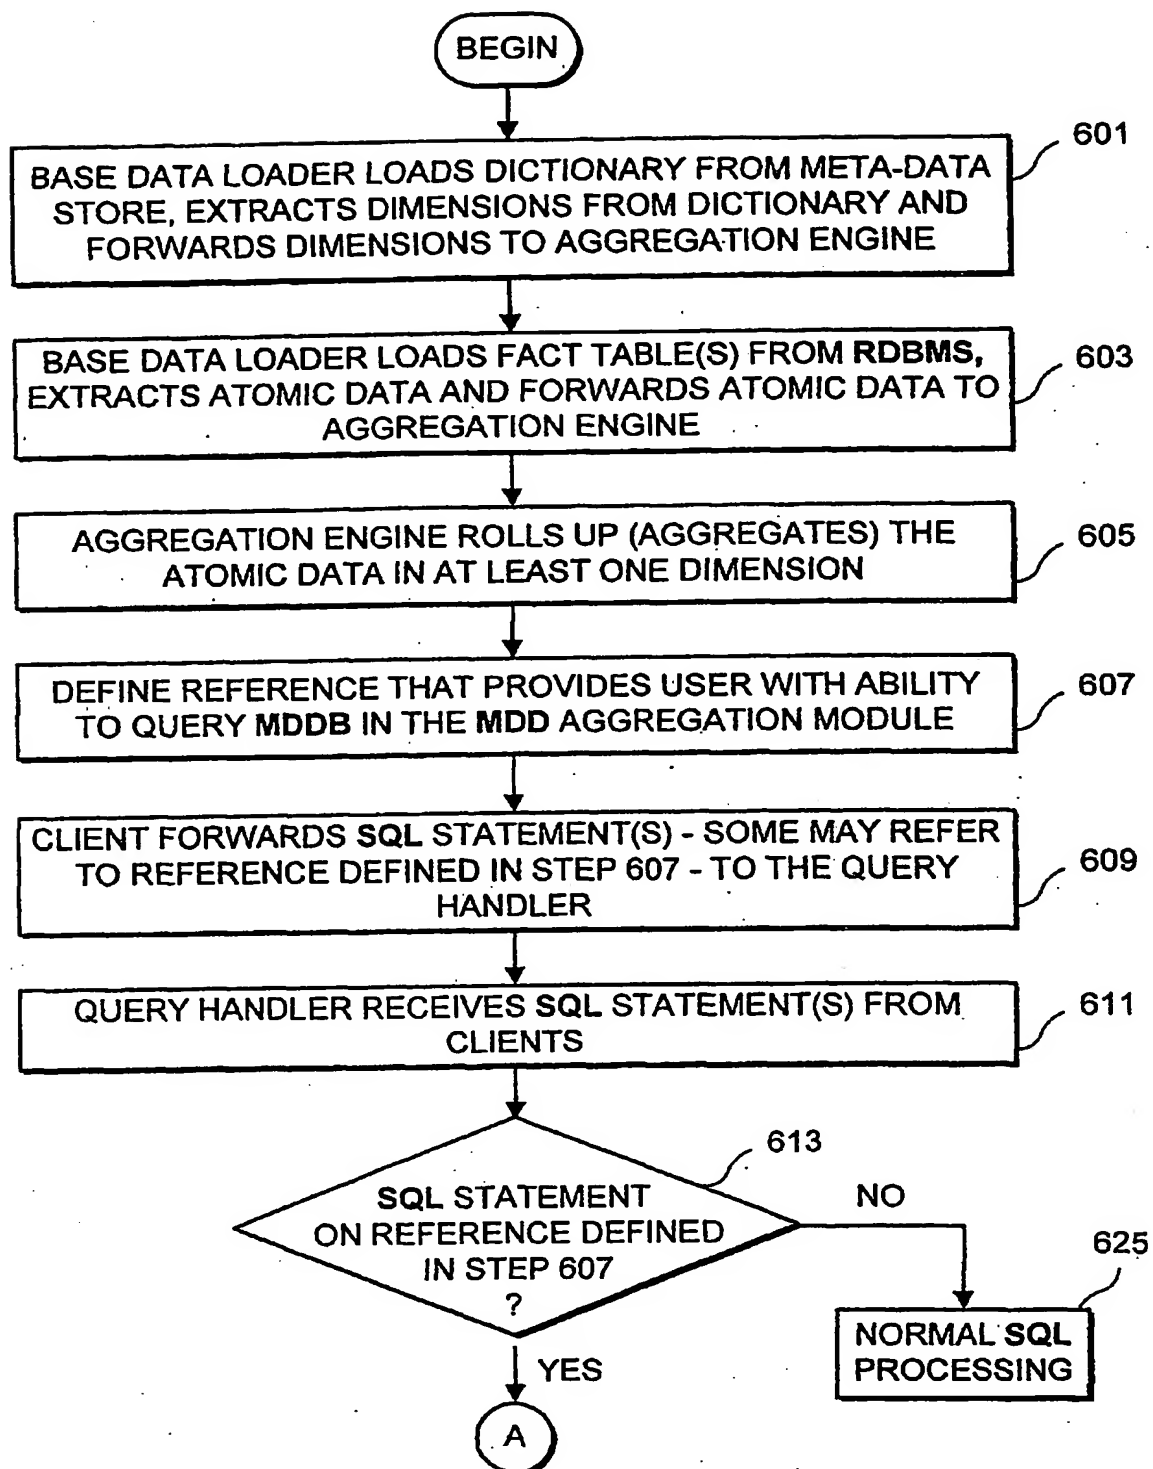 BEGIN
601
BASE DATA LOADER LOADS DICTIONARY FROM META-DATA
STORE, EXTRACTS DIMENSIONS FROM DICTIONARY AND
FORWARDS DIMENSIONS TO AGGREGATION ENGINE
603
BASE DATA LOADER LOADS FACT TABLE(S) FROM RDBMS,
EXTRACTS ATOMIC DATA AND FORWARDS ATOMIC DATA TO
AGGREGATION ENGINE
605
AGGREGATION ENGINE ROLLS UP (AGGREGATES) THE
ATOMIC DATA IN AT LEAST ONE DIMENSION
607
DEFINE REFERENCE THAT PROVIDES USER WITH ABILITY
TO QUERY MDDB IN THE MDD AGGREGATION MODULE
609
CLIENT FORWARDS SQL STATEMENT(S) - SOME MAY REFER
TO REFERENCE DEFINED IN STEP 607 - TO THE QUERY
HANDLER
611
QUERY HANDLER RECEIVES SQL STATEMENT(S) FROM
CLIENTS
613
SQL STATEMENT
ON REFERENCE DEFINED
IN STEP 607
?
NO
625
NORMAL SQL
PROCESSING
YES
A